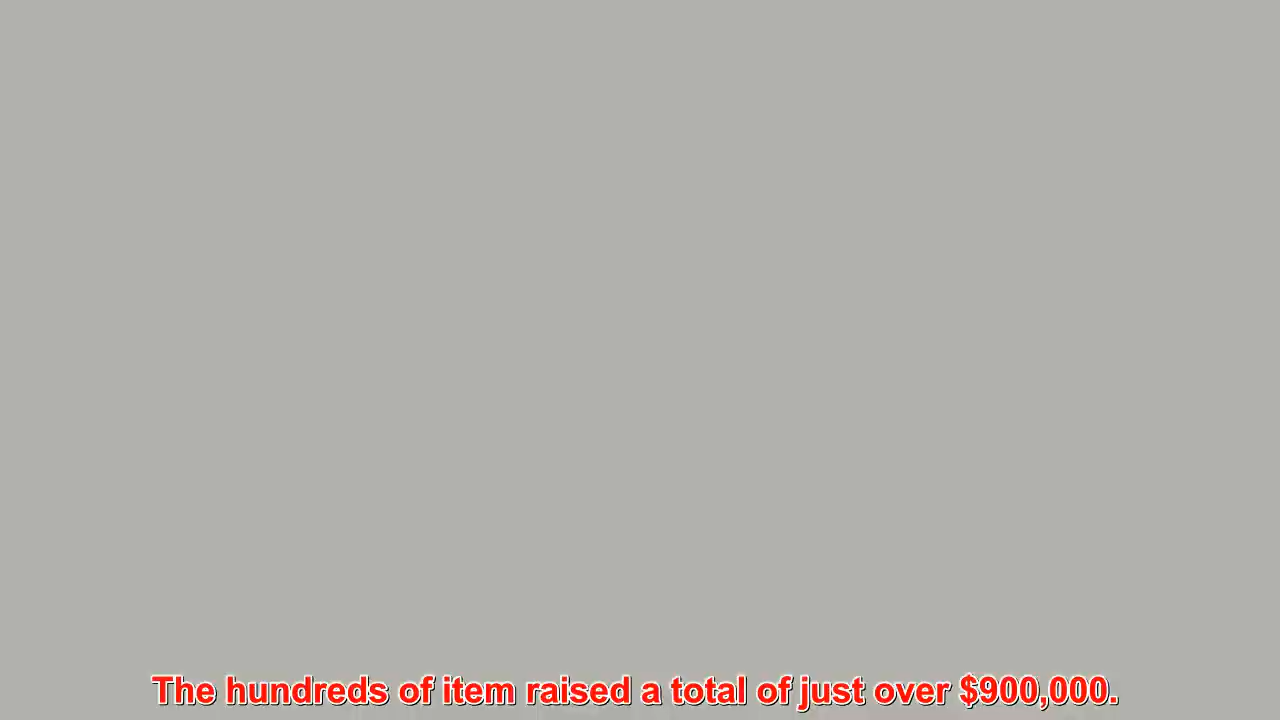 The hundreds of item raised a total of just over $900,000.